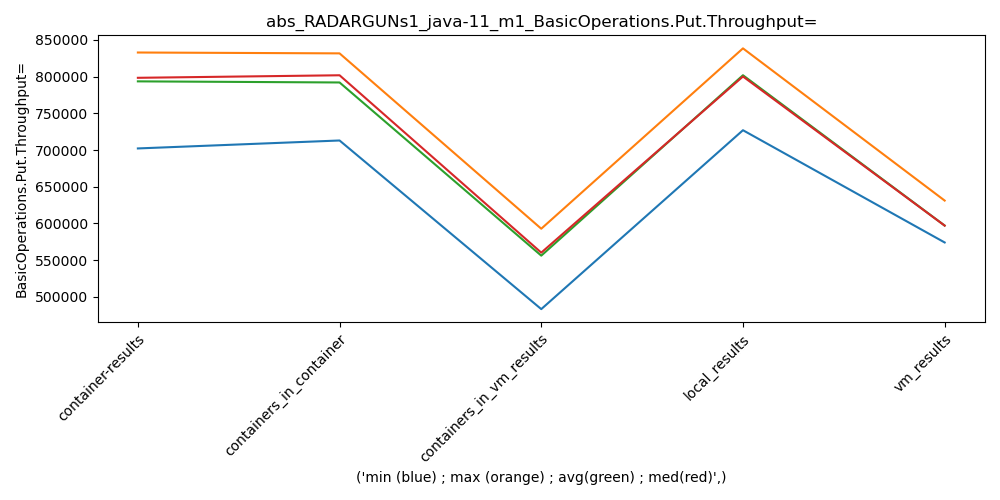 abs_RADARGUNs1_java-11_m1_BasicOperations.Put.Throughput=
BasicOperations.Put.Throughput=
850000
800000
750000
700000
650000
600000
550000
500000
container-results
containers_in_container
containers_in_vm_results
local_results
vm_results
('min (blue) ; max (orange) ; avg(green) ; med(red)',)